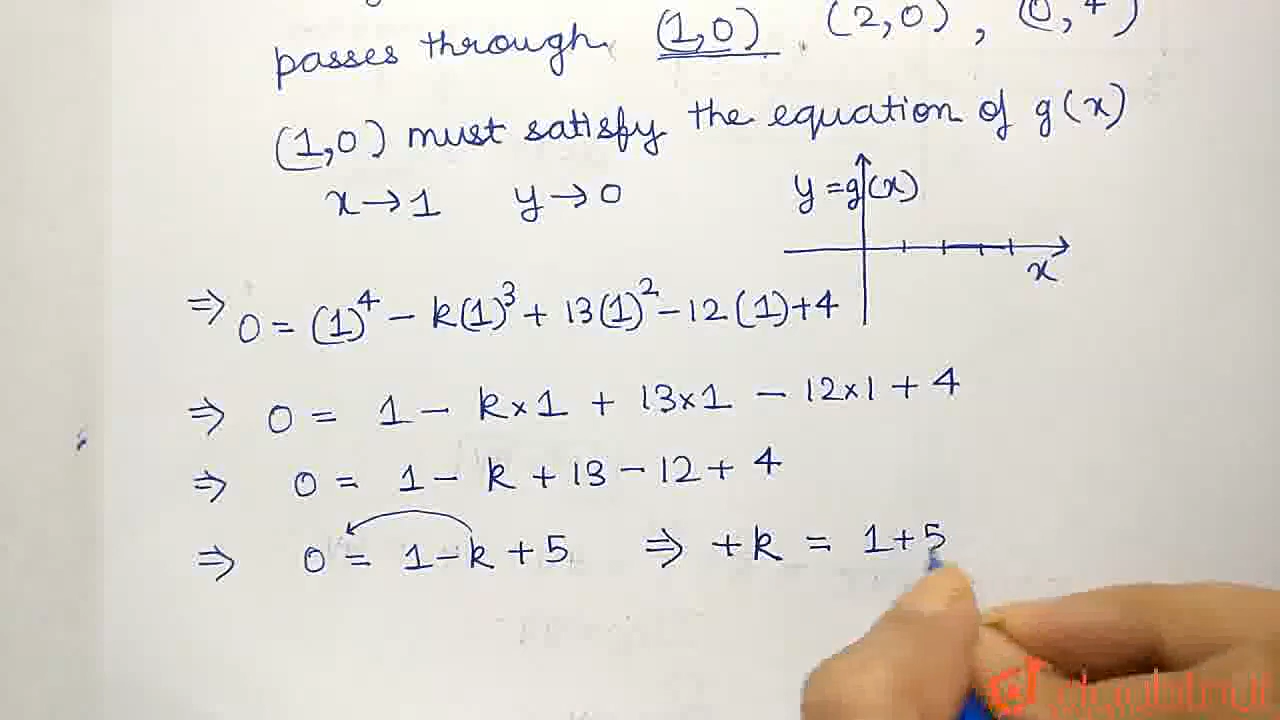 passes through (1,0) (2,0), (0,4)
(1,0) must satisfy the equation of g(x)
x→1 y→0
y=g(x)
x
⇒ 0 = (1)⁴ – k(1)³ + 13(1)² – 12(1)+4
⇒ 0 = 1 – k×1 + 13×1 – 12×1 + 4
⇒ 0 = 1 – k + 13 – 12 + 4
⇒ 0 = 1–k + 5 ⇒ +k = 1+5
doubtnut